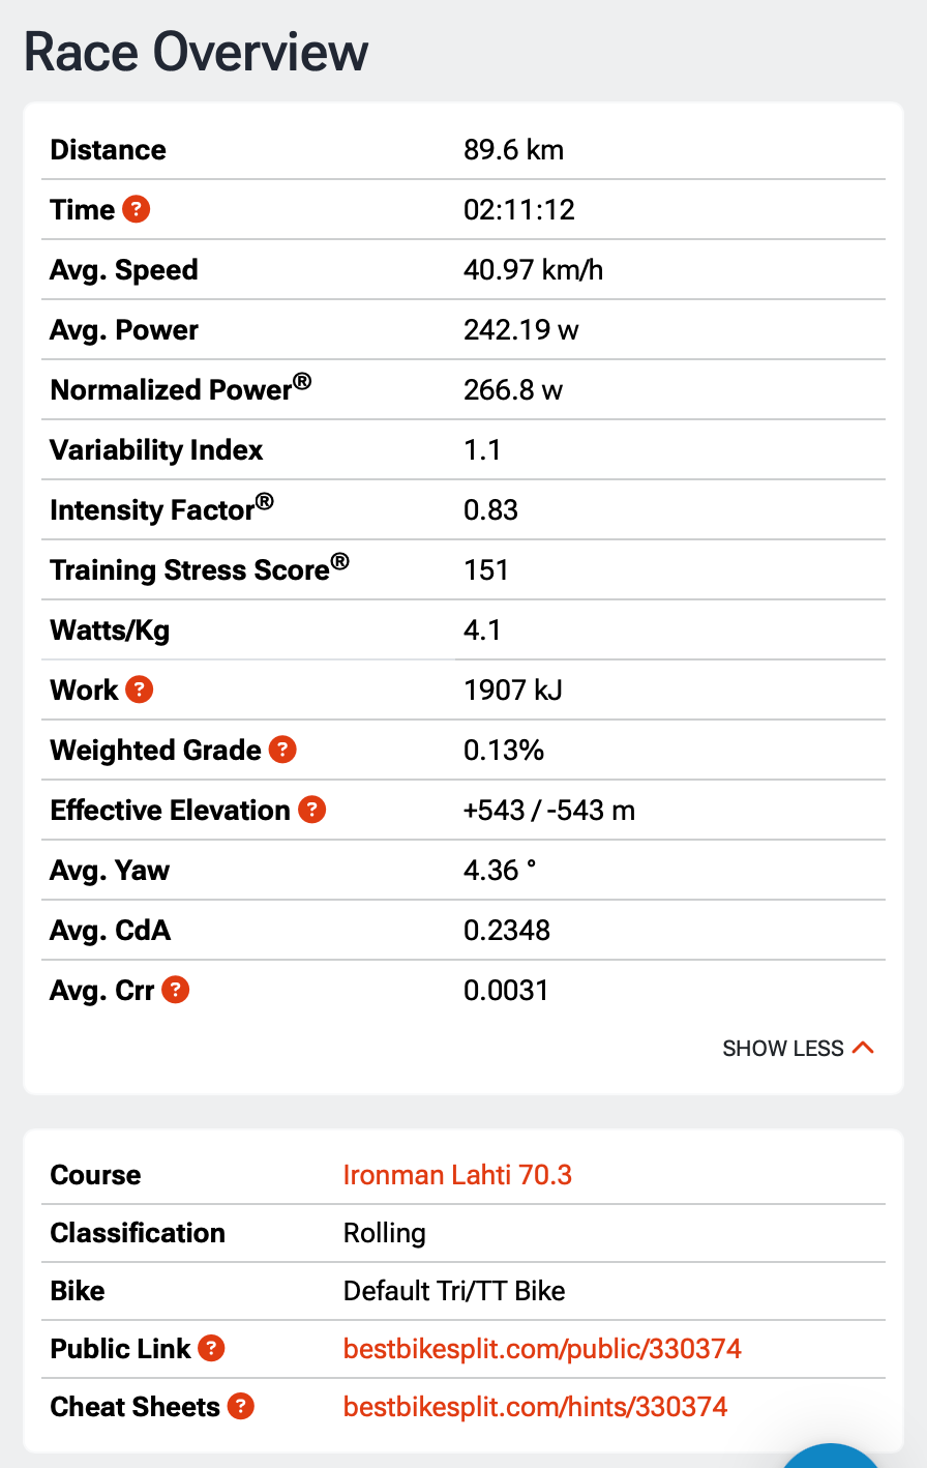 Race Overview
Distance 89.6 km
Time ? 02:11:12
Avg. Speed 40.97 km/h
Avg. Power 242.19 w
Normalized Power® 266.8 w
Variability Index 1.1
Intensity Factor® 0.83
Training Stress Score® 151
Watts/Kg 4.1
Work ? 1907 kJ
Weighted Grade ? 0.13%
Effective Elevation ? +543 / -543 m
Avg. Yaw 4.36 °
Avg. CdA 0.2348
Avg. Crr ? 0.0031
SHOW LESS
Course Ironman Lahti 70.3
Classification Rolling
Bike Default Tri/TT Bike
Public Link ? bestbikesplit.com/public/330374
Cheat Sheets ? bestbikesplit.com/hints/330374